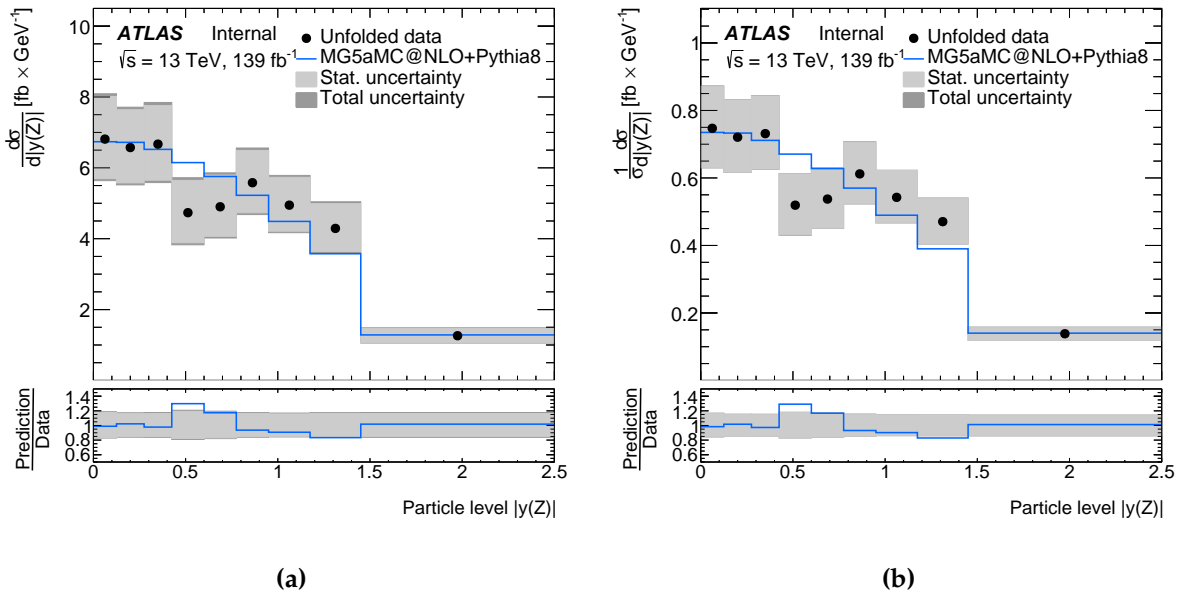 10
8
6
4
2
dσ
d|y(Z)| [fb × GeV⁻¹]
ATLAS Internal
√s = 13 TeV, 139 fb⁻¹
Unfolded data
MG5aMC@NLO+Pythia8
Stat. uncertainty
Total uncertainty
1.4
1.2
1
0.8
0.6
Prediction
Data
0 0.5 1 1.5 2 2.5
Particle level |y(Z)|
(a)
1
0.8
0.6
0.4
0.2
1 dσ
σ d|y(Z)| [fb × GeV⁻¹]
ATLAS Internal
√s = 13 TeV, 139 fb⁻¹
Unfolded data
MG5aMC@NLO+Pythia8
Stat. uncertainty
Total uncertainty
1.4
1.2
1
0.8
0.6
Prediction
Data
0 0.5 1 1.5 2 2.5
Particle level |y(Z)|
(b)